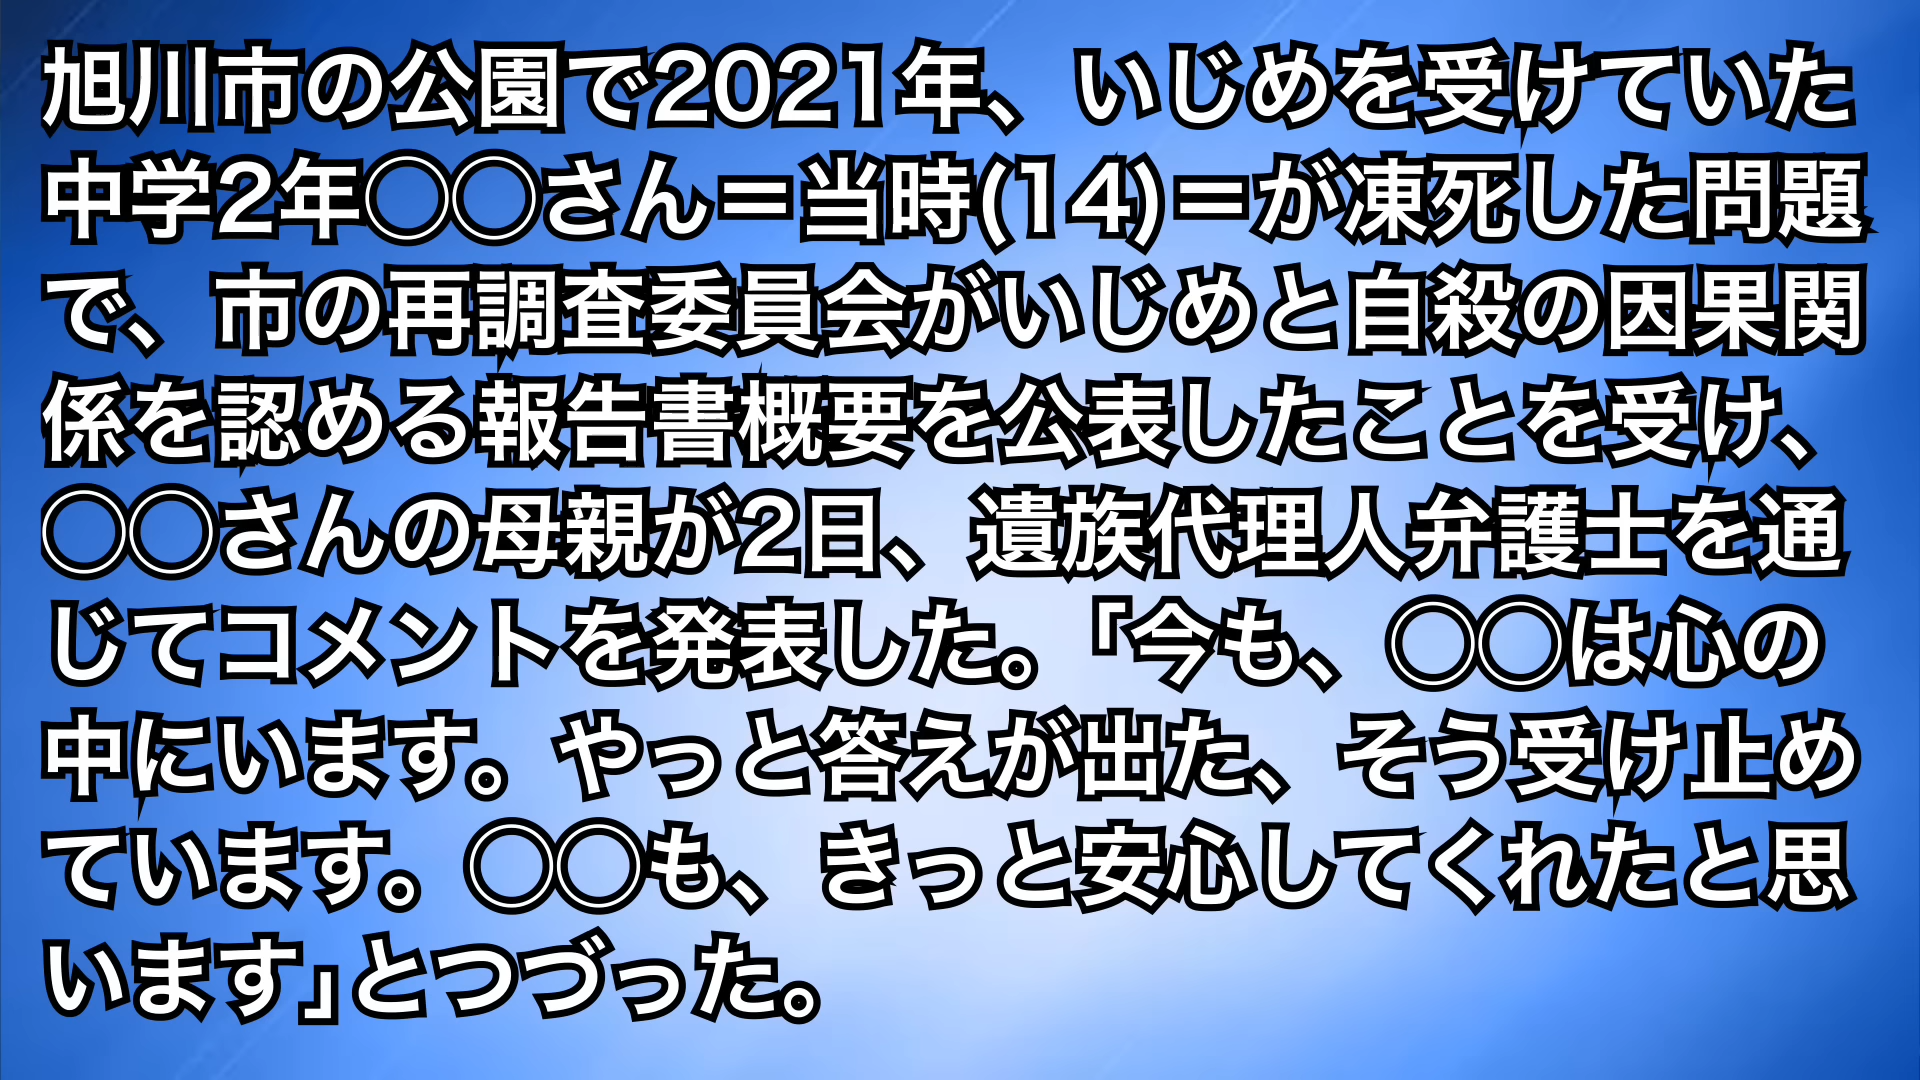 旭川市の公園で2021年、いじめを受けていた
中学2年◯◯さん＝当時(14)＝が凍死した問題
で、市の再調査委員会がいじめと自殺の因果関
係を認める報告書概要を公表したことを受け、
◯◯さんの母親が2日、遺族代理人弁護士を通
じてコメントを発表した。「今も、◯◯は心の
中にいます。やっと答えが出た、そう受け止め
ています。◯◯も、きっと安心してくれたと思
います」とつづった。